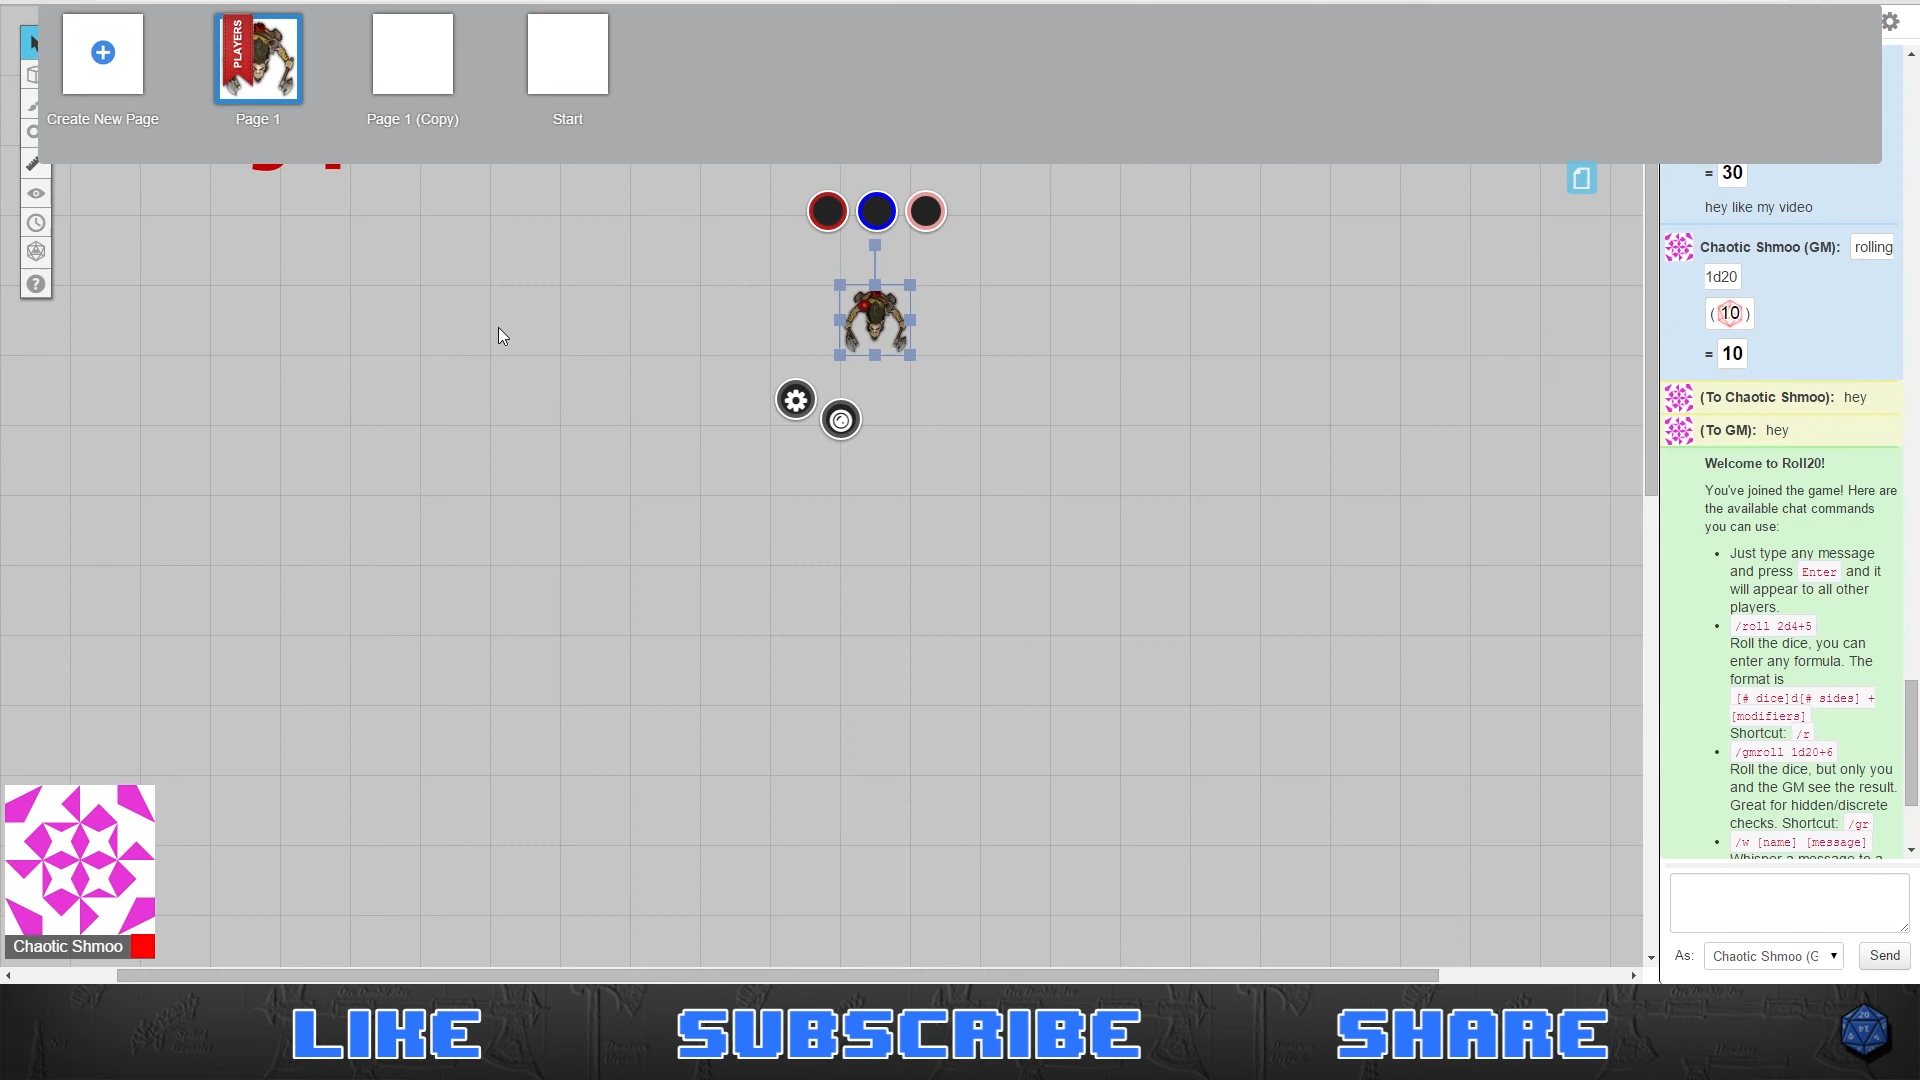 PLAYERS
Create New Page
Page 1
Page 1 (Copy)
Start
= 30
hey like my video
Chaotic Shmoo (GM): rolling
1d20
(10)
= 10
(To Chaotic Shmoo): hey
(To GM): hey
Welcome to Roll20!
You've joined the game! Here are
the available chat commands
you can use:
• Just type any message
and press Enter and it
will appear to all other
players.
• /roll 2d4+5
Roll the dice, you can
enter any formula. The
format is
[# dice]d[# sides] +
[modifiers]
Shortcut: /r
• /gmroll 1d20+6
Roll the dice, but only you
and the GM see the result.
Great for hidden/discrete
checks. Shortcut: /gr
• /w [name] [message]
Whisper a message to a
Chaotic Shmoo
As: Chaotic Shmoo (G
Send
LIKE SUBSCRIBE SHARE
20
14